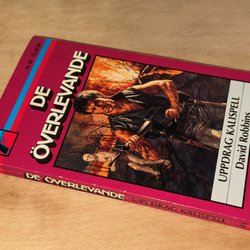 DE
ÖVERLEVANDE
UPPDRAG KALISPELL
David Robbins
DE ÖVERLEVANDE
UPPDRAG KALISPELL